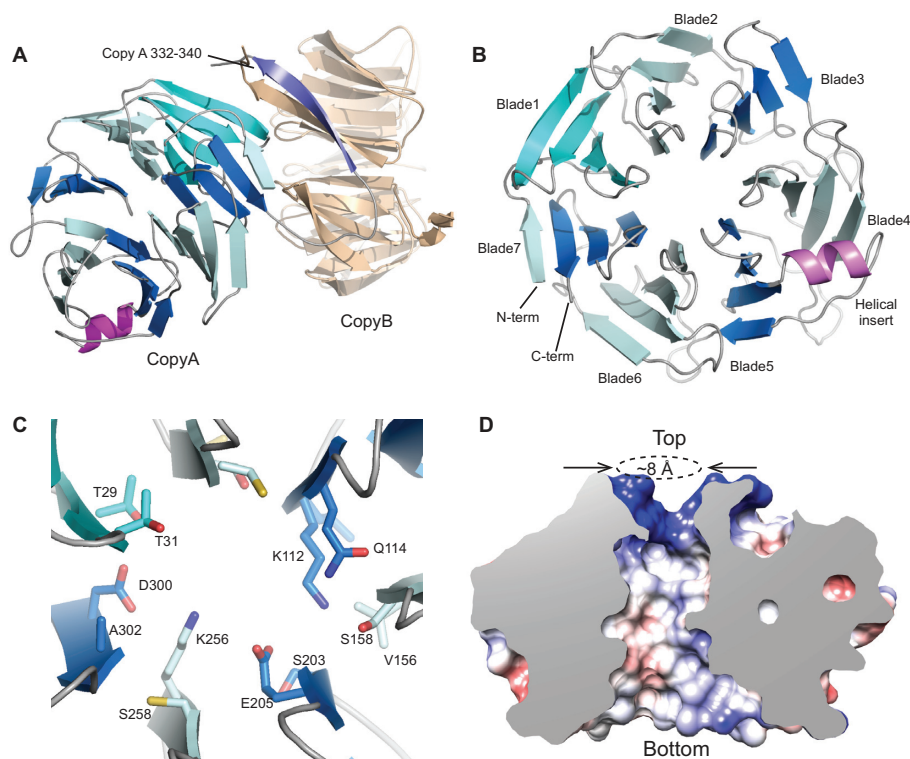 A
Copy A 332-340
CopyA
CopyB
B
Blade2
Blade3
Blade1
Blade4
Blade7
N-term
Helical
insert
C-term
Blade5
Blade6
C
T29
T31
K112
Q114
D300
A302
K256
S158
S203
V156
E205
S258
D
Top
~8 Å
Bottom